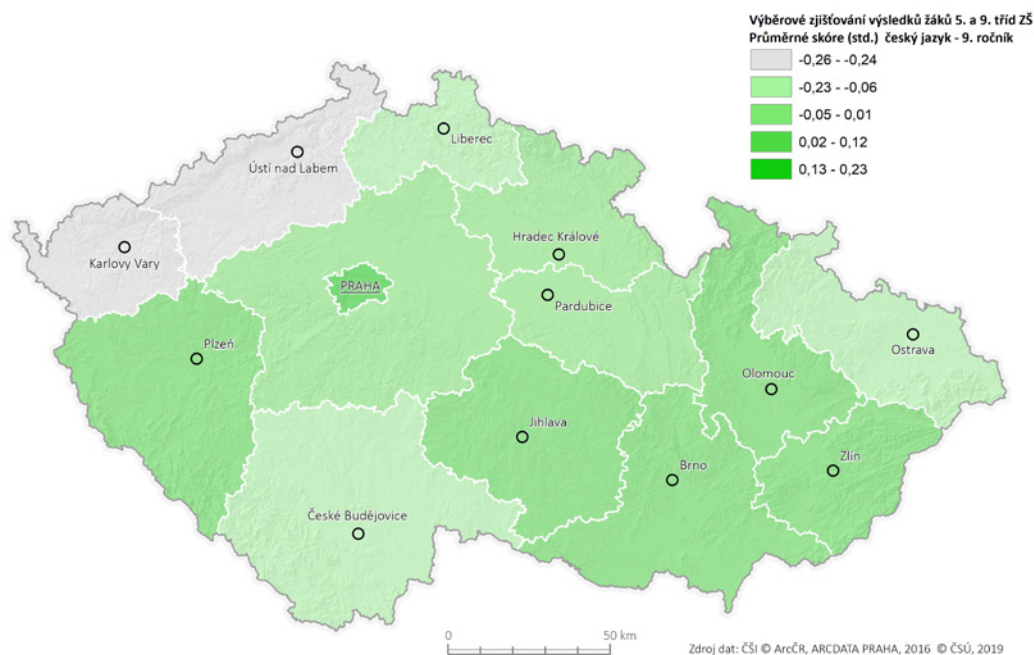 Výběrové zjišťování výsledků žáků 5. a 9. tříd ZŠ
Průměrné skóre (std.) český jazyk - 9. ročník
-0,26 - -0,24
-0,23 - -0,06
-0,05 - 0,01
0,02 - 0,12
0,13 - 0,23
Liberec
Ústí nad Labem
Hradec Králové
Karlovy Vary
PRAHA
Pardubice
Plzeň
Ostrava
Olomouc
Jihlava
Zlín
Brno
České Budějovice
0 50 km
Zdroj dat: ČŠI © ArcČR, ARCDATA PRAHA, 2016 © ČSÚ, 2019